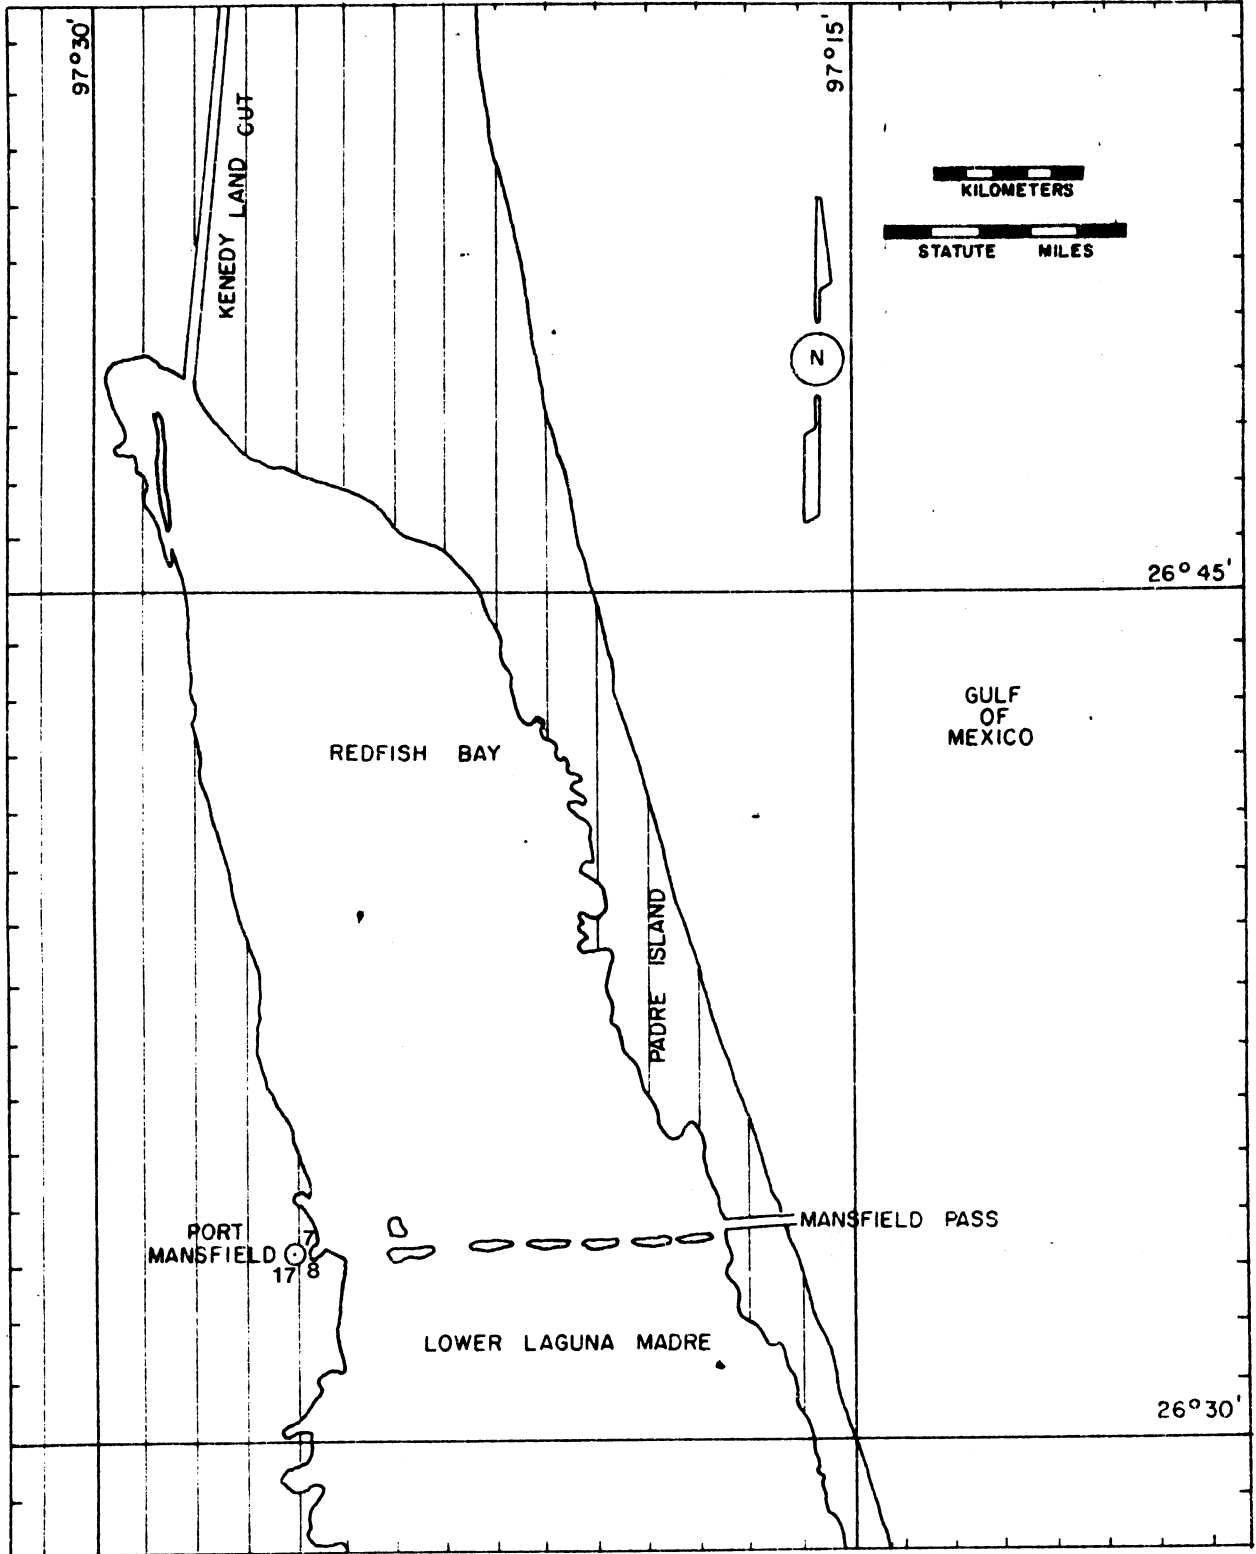 97°30'
97°15'
KENEDY LAND CUT
KILOMETERS
STATUTE MILES
N
26°45'
GULF
OF
MEXICO
REDFISH BAY
PADRE ISLAND
MANSFIELD PASS
PORT
MANSFIELD
7
17 8
LOWER LAGUNA MADRE
26°30'